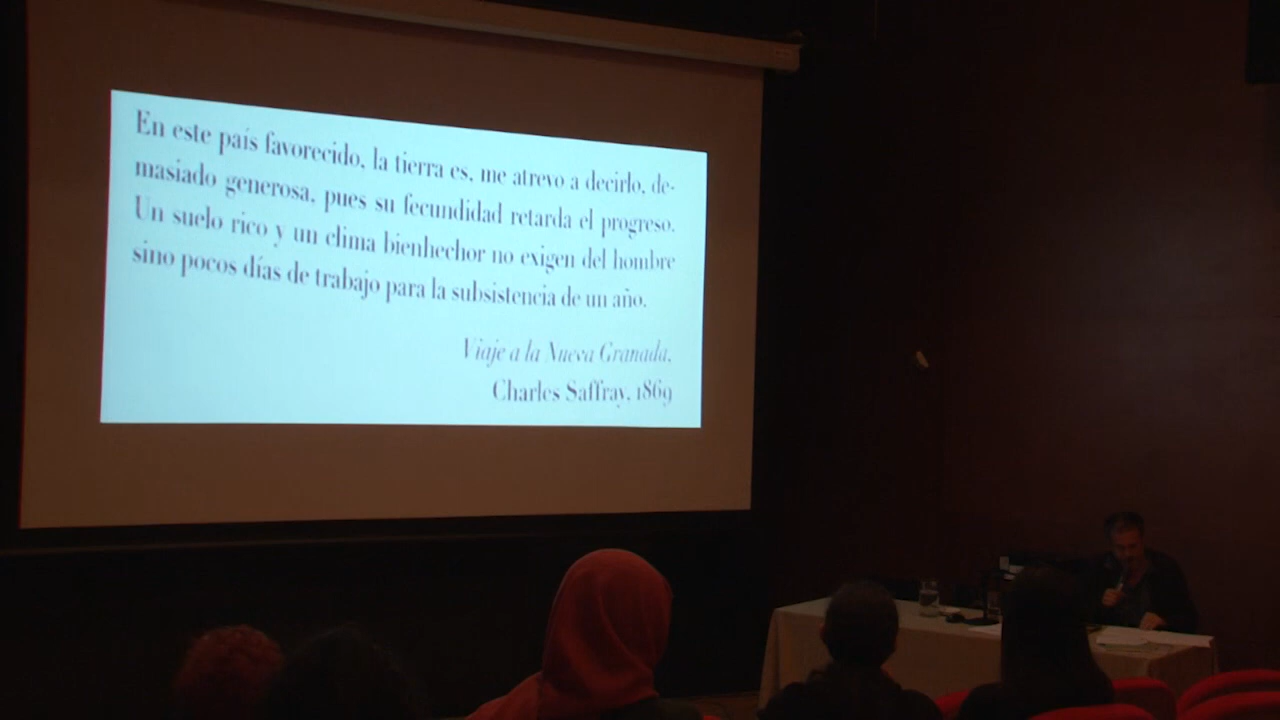 En este país favorecido, la tierra es, me atrevo a decirlo, de-
masiado generosa, pues su fecundidad retarda el progreso.
Un suelo rico y un clima bienhechor no exigen del hombre
sino pocos días de trabajo para la subsistencia de un año.
Viaje a la Nueva Granada,
Charles Saffray, 1869